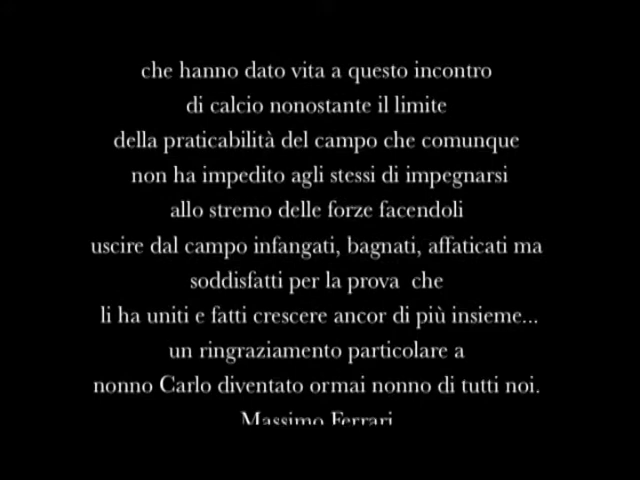 che hanno dato vita a questo incontro
di calcio nonostante il limite
della praticabilità del campo che comunque
non ha impedito agli stessi di impegnarsi
allo stremo delle forze facendoli
uscire dal campo infangati, bagnati, affaticati ma
soddisfatti per la prova che
li ha uniti e fatti crescere ancor di più insieme...
un ringraziamento particolare a
nonno Carlo diventato ormai nonno di tutti noi.
Massimo Ferrari